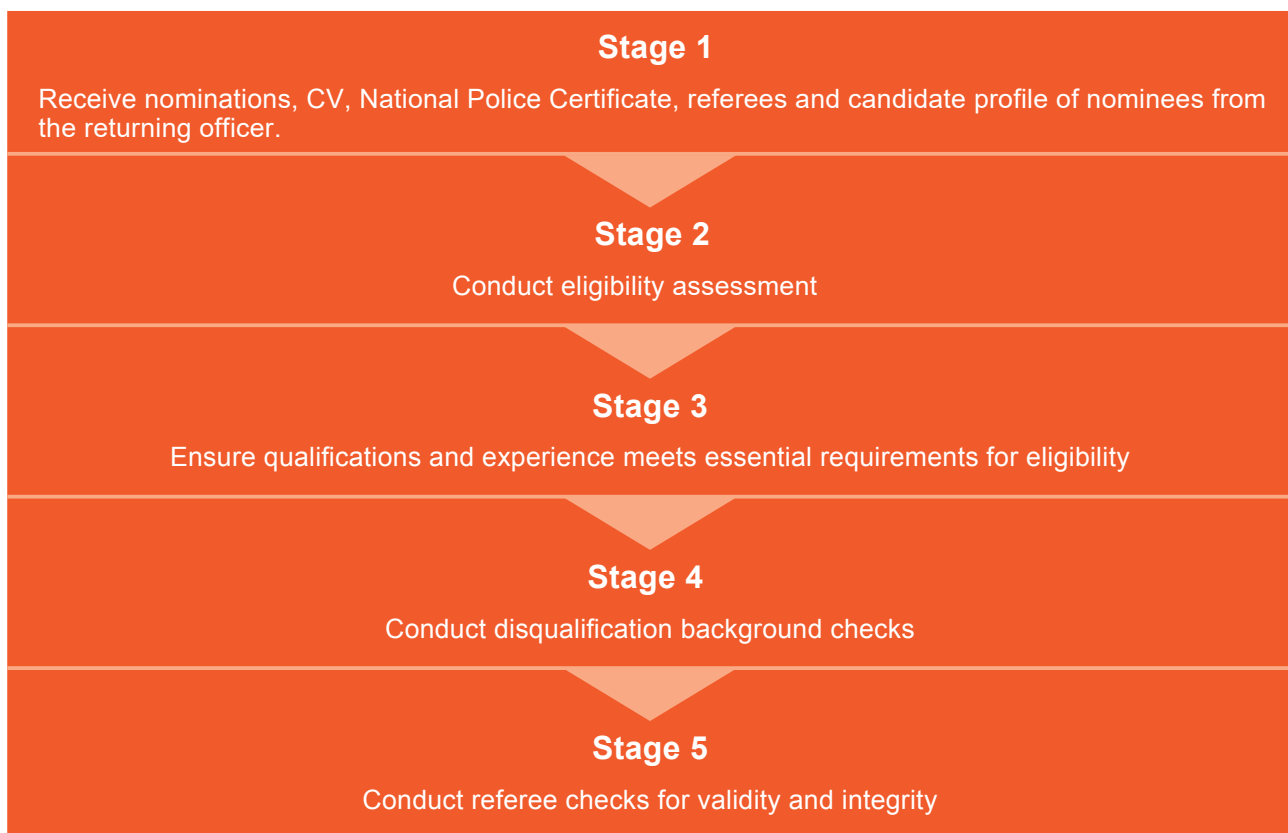 Stage 1
Receive nominations, CV, National Police Certificate, referees and candidate profile of nominees from
the returning officer.
Stage 2
Conduct eligibility assessment
Stage 3
Ensure qualifications and experience meets essential requirements for eligibility
Stage 4
Conduct disqualification background checks
Stage 5
Conduct referee checks for validity and integrity